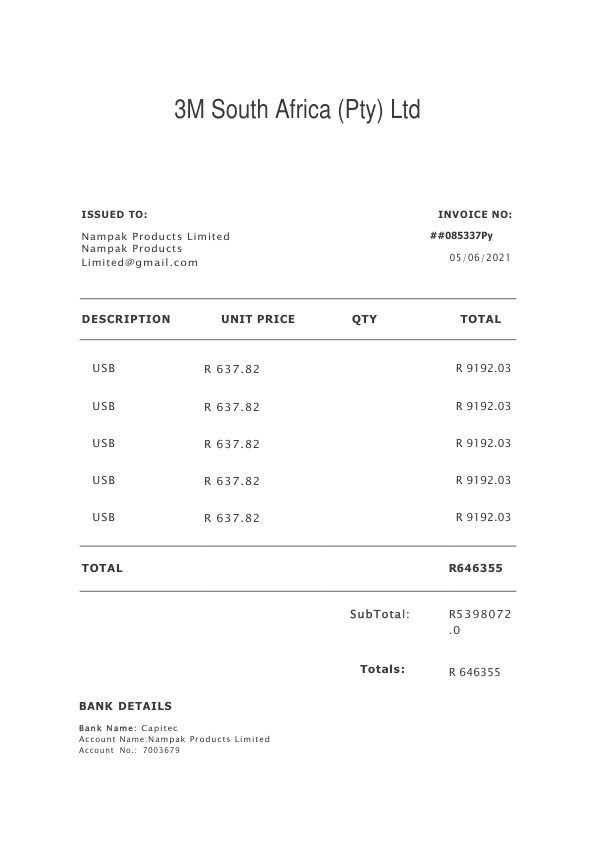 3M South Africa (Pty) Ltd
ISSUED TO: INVOICE NO:
Nampak Products Limited ##085337Py
Nampak Products
Limited@gmail.com 05/06/2021
DESCRIPTION UNIT PRICE QTY TOTAL
USB R 637.82 R 9192.03
USB R 637.82 R 9192.03
USB R 637.82 R 9192.03
USB R 637.82 R 9192.03
USB R 637.82 R 9192.03
TOTAL R646355
SubTotal: R5398072
.0
Totals: R 646355
BANK DETAILS
Bank Name: Capitec
Account Name:Nampak Products Limited
Account No.: 7003679